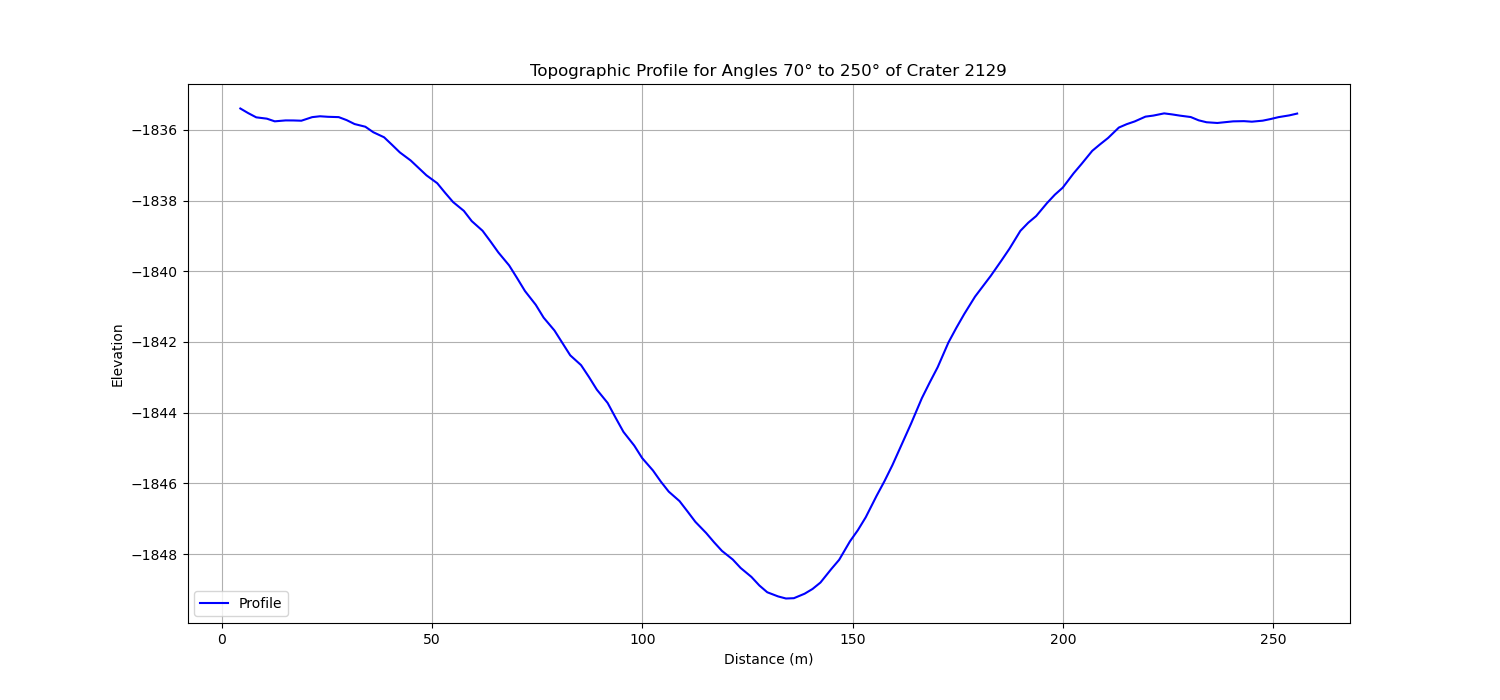 Topographic Profile for Angles 70° to 250° of Crater 2129
−1836
−1838
−1840
−1842
−1844
−1846
−1848
Elevation
Profile
0 50 100 150 200 250
Distance (m)